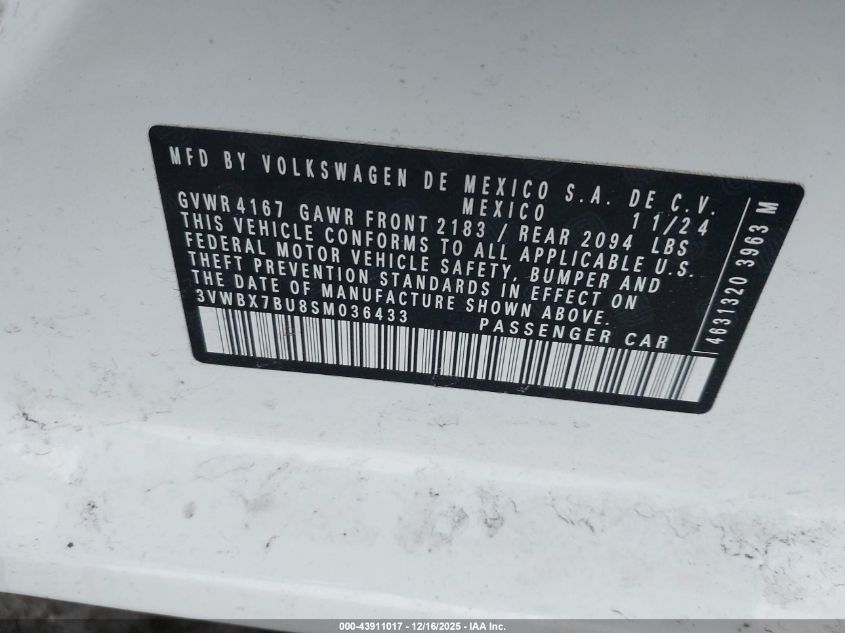 MFD BY VOLKSWAGEN DE MEXICO S.A. DE C.V.
MEXICO 11/24
GVWR 4167 GAWR FRONT 2183 / REAR 2094 LBS
THIS VEHICLE CONFORMS TO ALL APPLICABLE U.S.
FEDERAL MOTOR VEHICLE SAFETY, BUMPER AND
THEFT PREVENTION STANDARDS IN EFFECT ON
THE DATE OF MANUFACTURE SHOWN ABOVE.
3VWBX7BU8SM036433 PASSENGER CAR
4631320 3963 M
000-43911017 - 12/16/2025 - IAA Inc.